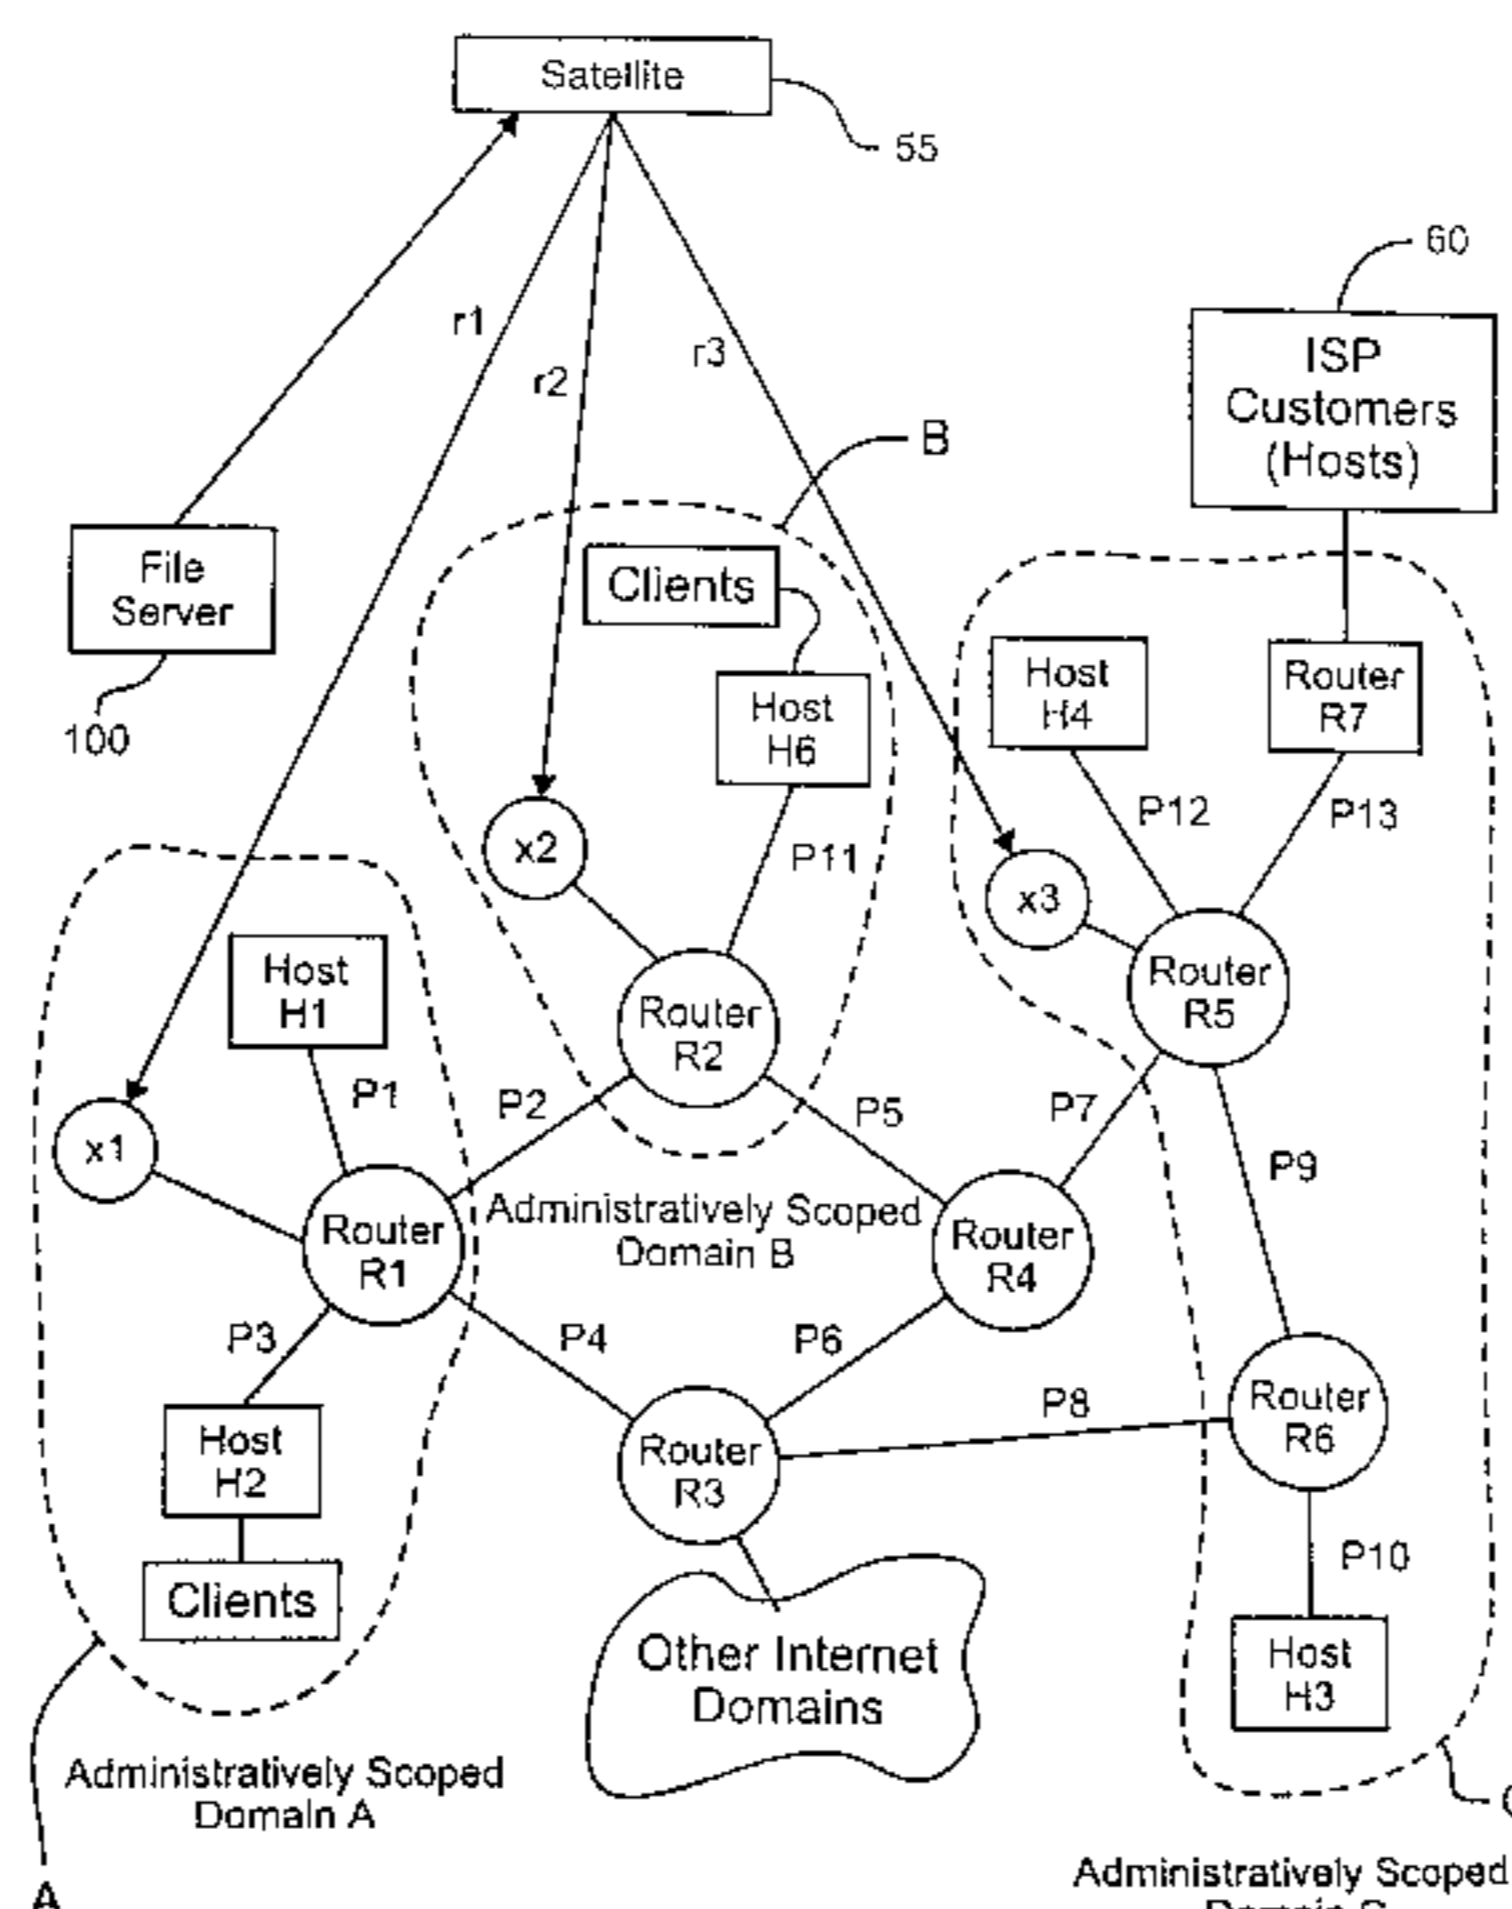 Satellite
55
60
r1
r2
r3
ISP
Customers
(Hosts)
B
File
Server
100
Clients
Host
H6
Host
H4
Router
R7
P12
P13
x2
P11
x3
Router
R5
Host
H1
Router
R2
P1
P2
P5
P7
x1
P9
Router
R1
Administratively Scoped
Domain B
Router
R4
P3
P4
P6
P8
Host
H2
Router
R3
Router
R6
P10
Clients
Other Internet
Domains
Host
H3
Administratively Scoped
Domain A
A
Administratively Scoped